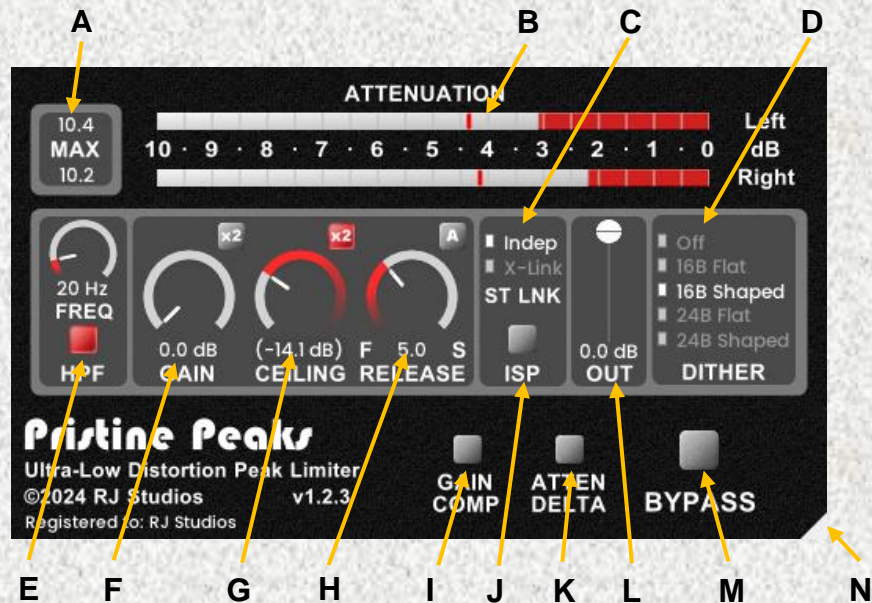 A B C D
ATTENUATION
10.4
MAX
10.2
Left
10 · 9 · 8 · 7 · 6 · 5 · 4 · 3 · 2 · 1 · 0 dB
Right
20 Hz
FREQ
HPF
x2
0.0 dB
GAIN
x2
(-14.1 dB)
CEILING
A
F 5.0 S
RELEASE
Indep
X-Link
ST LNK
ISP
0.0 dB
OUT
Off
16B Flat
16B Shaped
24B Flat
24B Shaped
DITHER
Pristine Peaks
Ultra-Low Distortion Peak Limiter
©2024 RJ Studios v1.2.3
Registered to: RJ Studios
GAIN
COMP
ATTEN
DELTA
BYPASS
E F G H I J K L M N